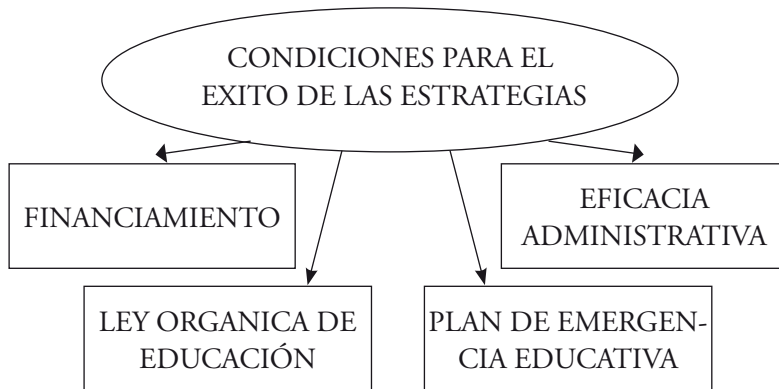 CONDICIONES PARA EL
EXITO DE LAS ESTRATEGIAS
FINANCIAMIENTO
EFICACIA
ADMINISTRATIVA
LEY ORGANICA DE
EDUCACIÓN
PLAN DE EMERGEN-
CIA EDUCATIVA